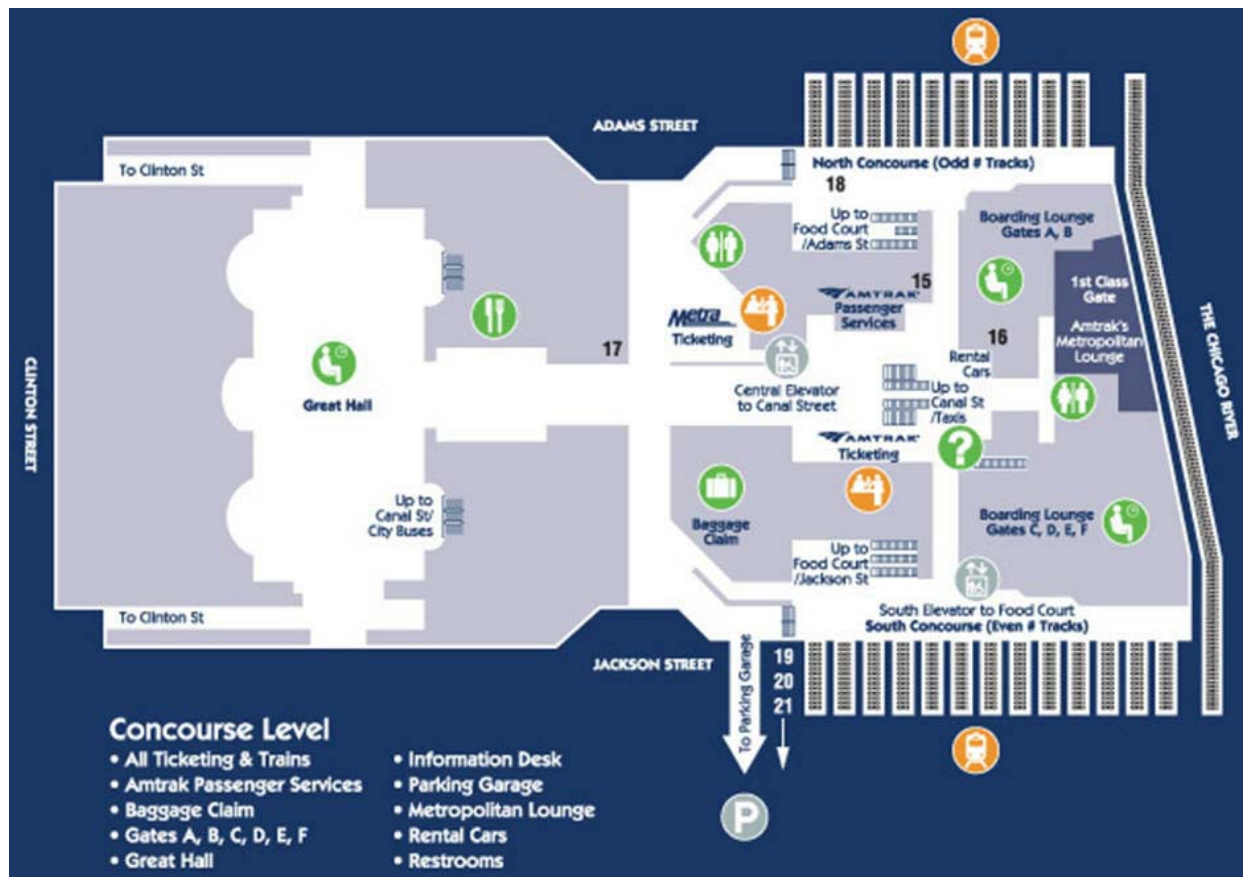 ADAMS STREET
To Clinton St
North Concourse (Odd # Tracks)
18
Up to
Food Court
/Adams St
Boarding Lounge
Gates A, B
15
AMTRAK
Passenger
Services
1st Class
Gate
Amtrak's
Metropolitan
Lounge
THE CHICAGO RIVER
Metra
Ticketing
17
16
Rental
Cars
CLINTON STREET
Great Hall
Central Elevator
to Canal Street
Up to
Canal St
/Taxis
AMTRAK
Ticketing
?
Up to
Canal St/
City Buses
Baggage
Claim
Boarding Lounge
Gates C, D, E, F
Up to
Food Court
/Jackson St
To Clinton St
South Elevator to Food Court
South Concourse (Even # Tracks)
JACKSON STREET
To Parking Garage
19
20
21
P
Concourse Level
• All Ticketing & Trains
• Amtrak Passenger Services
• Baggage Claim
• Gates A, B, C, D, E, F
• Great Hall
• Information Desk
• Parking Garage
• Metropolitan Lounge
• Rental Cars
• Restrooms